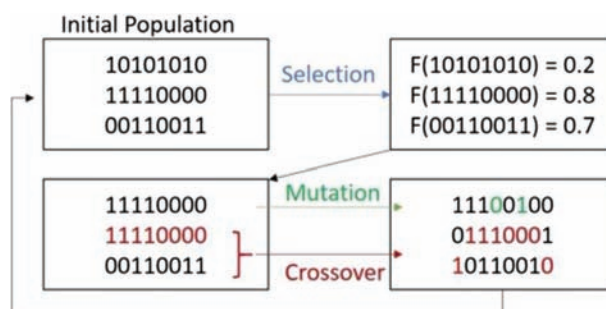 Initial Population
10101010
11110000
00110011
Selection
F(10101010) = 0.2
F(11110000) = 0.8
F(00110011) = 0.7
11110000
11110000
00110011
Mutation
Crossover
11100100
01110001
10110010